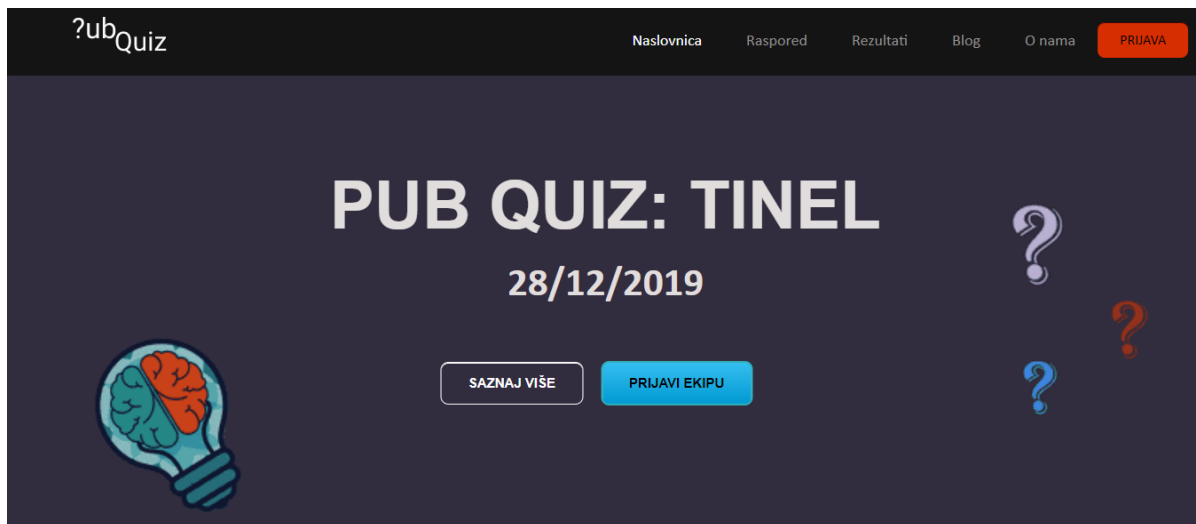 ?ubQuiz
Naslovnica Raspored Rezultati Blog O nama PRIJAVA
PUB QUIZ: TINEL
28/12/2019
SAZNAJ VIŠE PRIJAVI EKIPU
? 
?
?